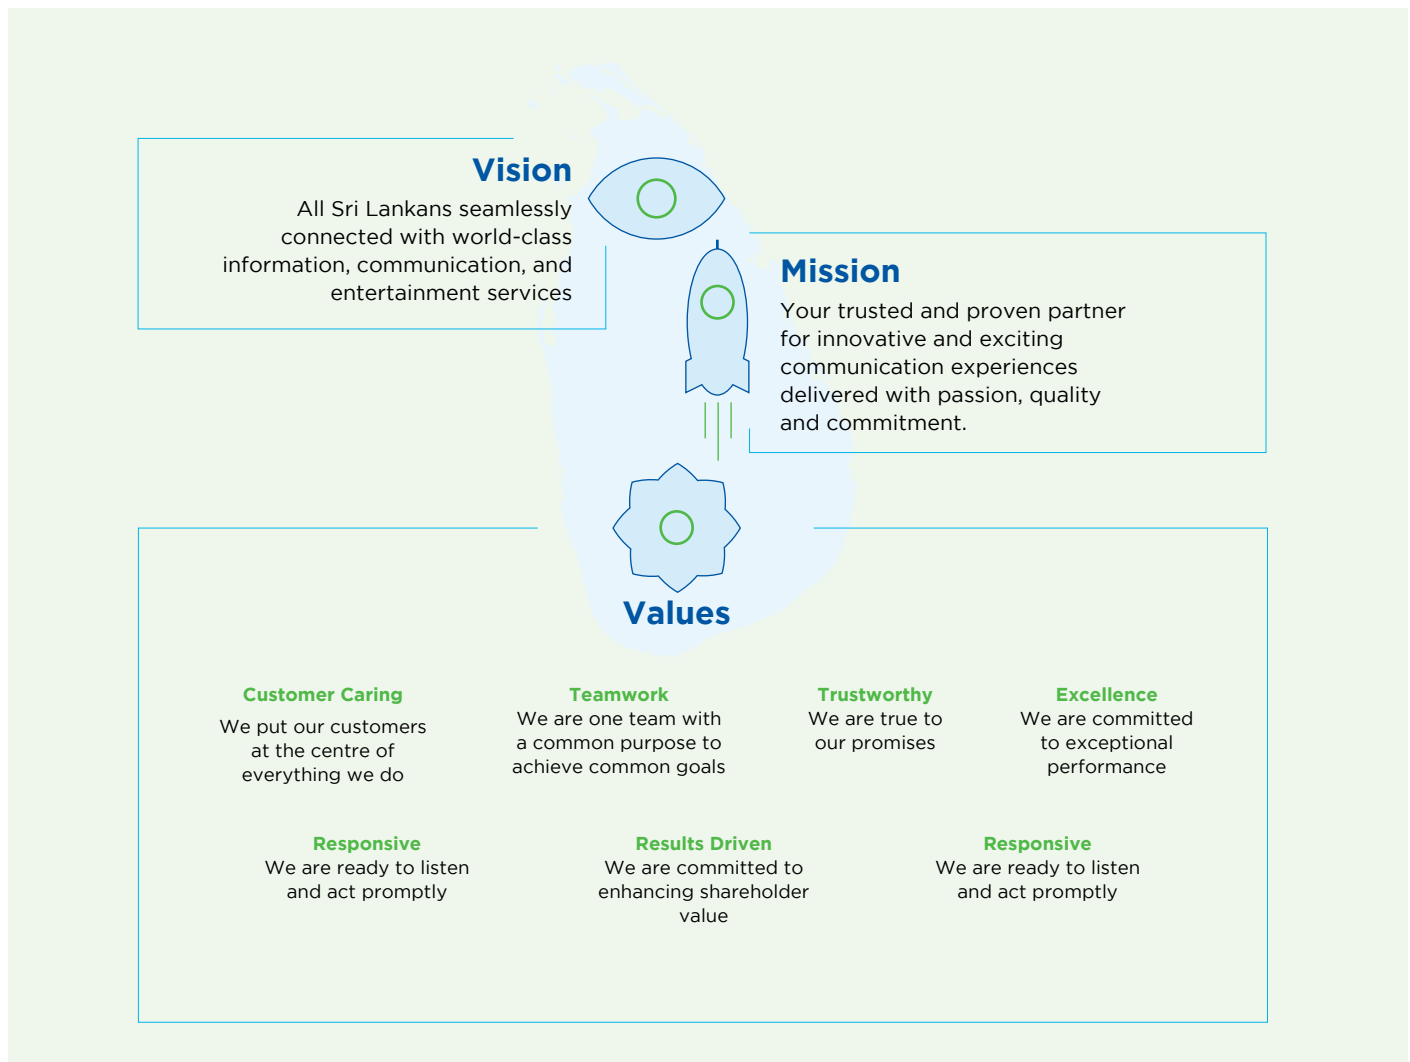 Vision
All Sri Lankans seamlessly
connected with world-class
information, communication, and
entertainment services
Mission
Your trusted and proven partner
for innovative and exciting
communication experiences
delivered with passion, quality
and commitment.
Values
Customer Caring
We put our customers
at the centre of
everything we do
Teamwork
We are one team with
a common purpose to
achieve common goals
Trustworthy
We are true to
our promises
Excellence
We are committed
to exceptional
performance
Responsive
We are ready to listen
and act promptly
Results Driven
We are committed to
enhancing shareholder
value
Responsive
We are ready to listen
and act promptly